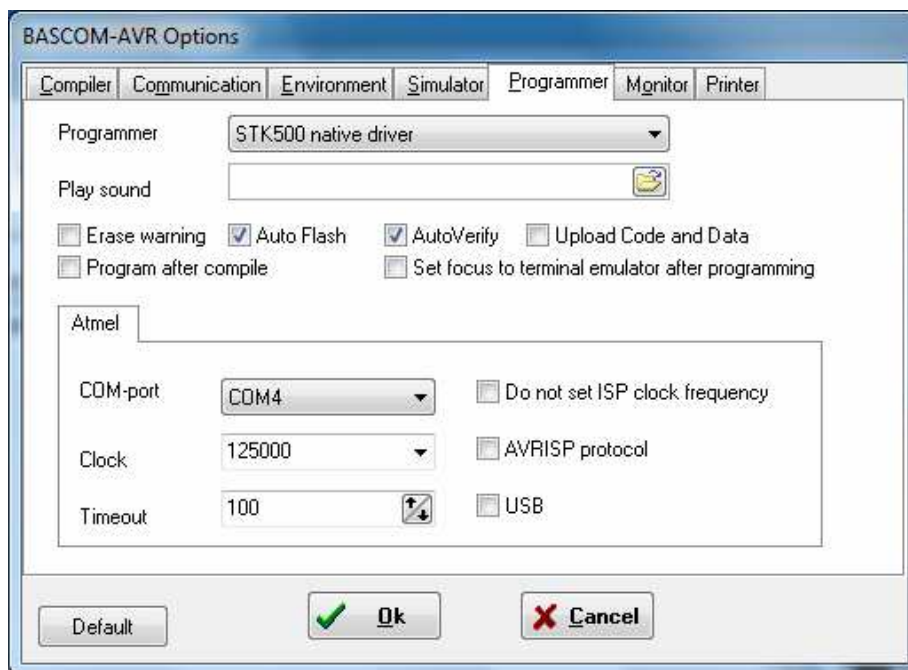 BASCOM-AVR Options
Compiler Communication Environment Simulator Programmer Monitor Printer
Programmer STK500 native driver
Play sound
Erase warning Auto Flash AutoVerify Upload Code and Data
Program after compile Set focus to terminal emulator after programming
Atmel
COM-port COM4 Do not set ISP clock frequency
Clock 125000 AVRISP protocol
Timeout 100 USB
Default Ok Cancel